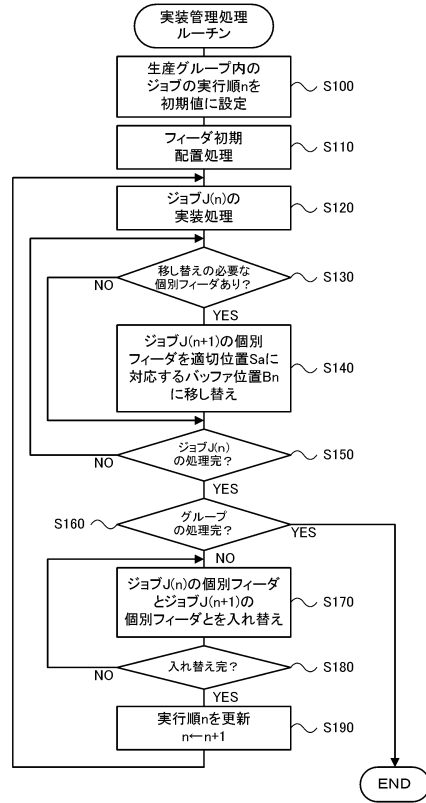 実装管理処理
ルーチン
生産グループ内の
ジョブの実行順nを
初期値に設定
S100
フィーダ初期
配置処理
S110
ジョブJ(n)の
実装処理
S120
移し替えの必要な
個別フィーダあり？
S130
NO
YES
ジョブJ(n+1)の個別
フィーダを適切位置Saに
対応するバッファ位置Bn
に移し替え
S140
ジョブJ(n)
の処理完？
S150
NO
YES
S160
グループ
の処理完？
YES
NO
ジョブJ(n)の個別フィーダ
とジョブJ(n+1)の
個別フィーダとを入れ替え
S170
入れ替え完？
S180
NO
YES
実行順nを更新
n←n+1
S190
END